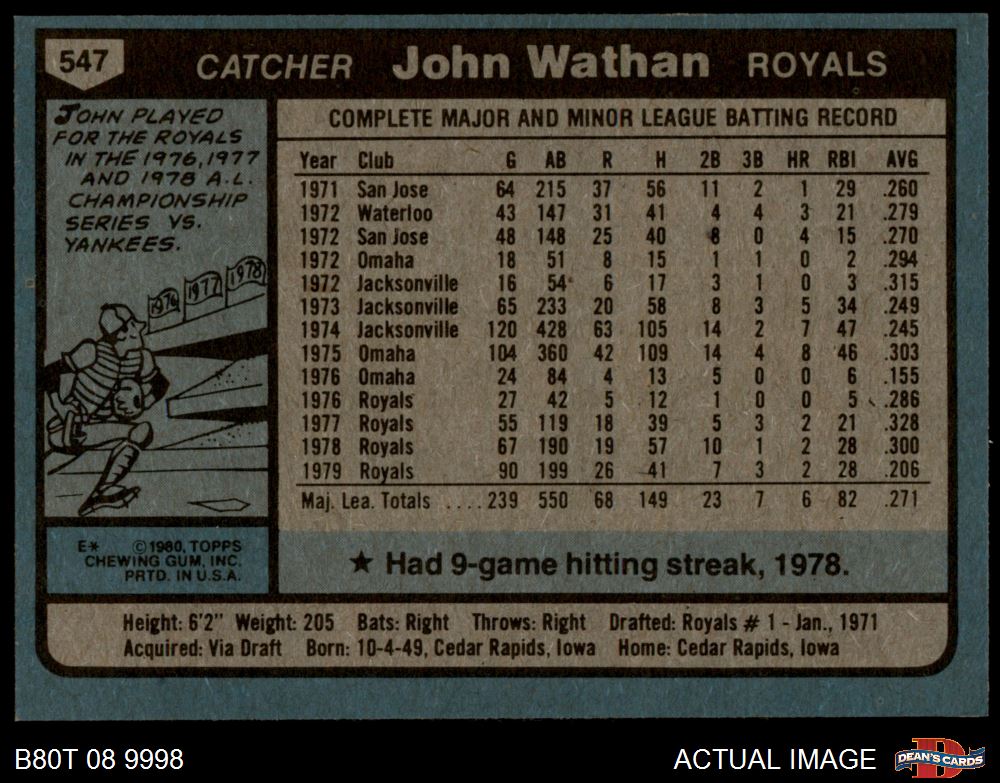 547 CATCHER John Wathan ROYALS
JOHN PLAYED
FOR THE ROYALS
IN THE 1976, 1977
AND 1978 A.L.
CHAMPIONSHIP
SERIES VS.
YANKEES.
1976 1977 1978
E* ©1980, TOPPS
CHEWING GUM, INC.
PRTD. IN U.S.A.
COMPLETE MAJOR AND MINOR LEAGUE BATTING RECORD
Year Club G AB R H 2B 3B HR RBI AVG
1971 San Jose 64 215 37 56 11 2 1 29 .260
1972 Waterloo 43 147 31 41 4 4 3 21 .279
1972 San Jose 48 148 25 40 8 0 4 15 .270
1972 Omaha 18 51 8 15 1 1 0 2 .294
1972 Jacksonville 16 54 6 17 3 1 0 3 .315
1973 Jacksonville 65 233 20 58 8 3 5 34 .249
1974 Jacksonville 120 428 63 105 14 2 7 47 .245
1975 Omaha 104 360 42 109 14 4 8 46 .303
1976 Omaha 24 84 4 13 5 0 0 6 .155
1976 Royals 27 42 5 12 1 0 0 5 .286
1977 Royals 55 119 18 39 5 3 2 21 .328
1978 Royals 67 190 19 57 10 1 2 28 .300
1979 Royals 90 199 26 41 7 3 2 28 .206
Maj. Lea. Totals ....239 550 68 149 23 7 6 82 .271
★ Had 9-game hitting streak, 1978.
Height: 6'2" Weight: 205 Bats: Right Throws: Right Drafted: Royals # 1 - Jan., 1971
Acquired: Via Draft Born: 10-4-49, Cedar Rapids, Iowa Home: Cedar Rapids, Iowa
B80T 08 9998 ACTUAL IMAGE DEAN'S CARDS